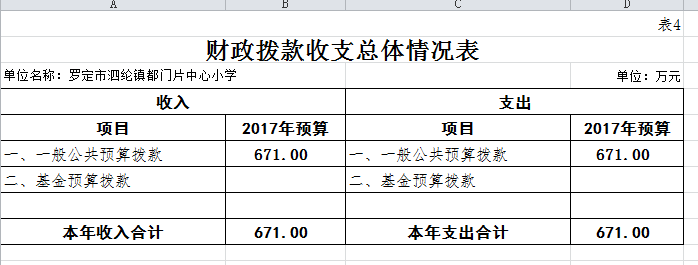 A B C D
表4
财政拨款收支总体情况表
单位名称：罗定市泗纶镇都门片中心小学 单位：万元
收入 支出
项目 2017年预算 项目 2017年预算
一、一般公共预算拨款 671.00 一、一般公共预算拨款 671.00
二、基金预算拨款 二、基金预算拨款
本年收入合计 671.00 本年支出合计 671.00